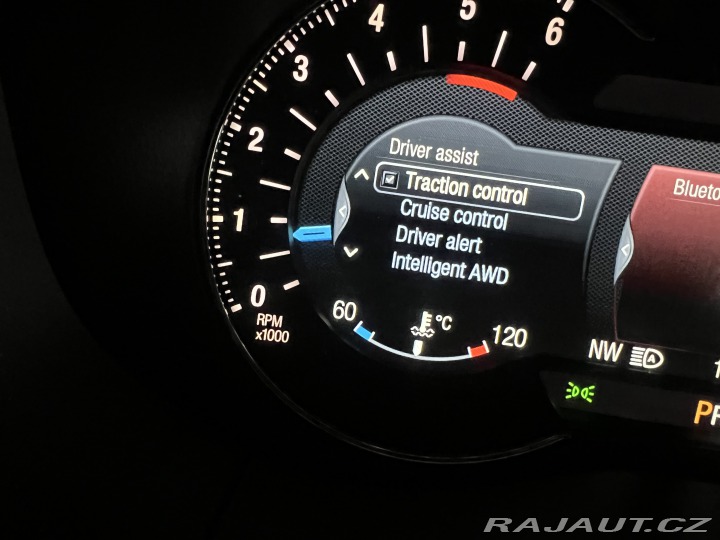 4
5
6
3
2
1
0
RPM
x1000
Driver assist
Traction control
Cruise control
Driver alert
Intelligent AWD
60
°C
120
NW
A
P
RAJAUT.CZ